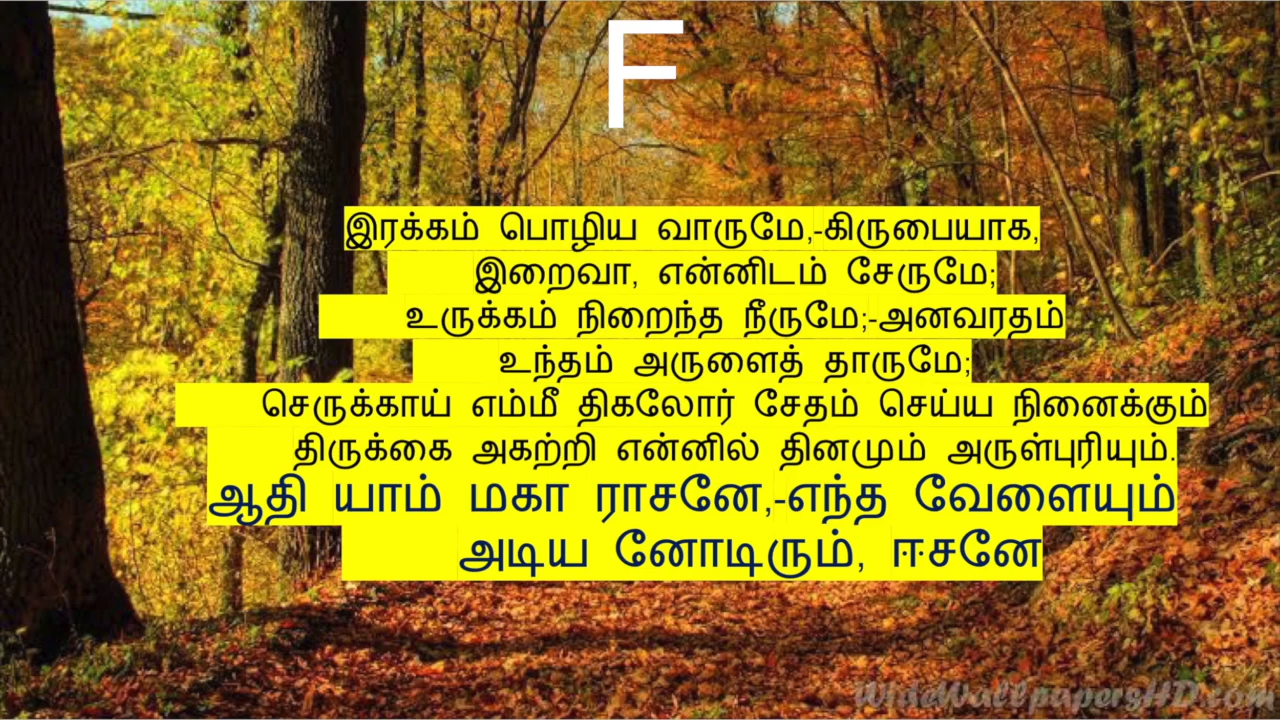 F
இரக்கம் பொழிய வாருமே,-கிருபையாக,
இறைவா, என்னிடம் சேருமே;
உருக்கம் நிறைந்த நீருமே;-அனவரதம்
உந்தம் அருளைத் தாருமே;
செருக்காய் எம்மீ திகலோர் சேதம் செய்ய நினைக்கும்
திருக்கை அகற்றி என்னில் தினமும் அருள்புரியும்.
ஆதி யாம் மகா ராசனே,-எந்த வேளையும்
அடிய னோடிரும், ஈசனே
WideWallpapersHD.com